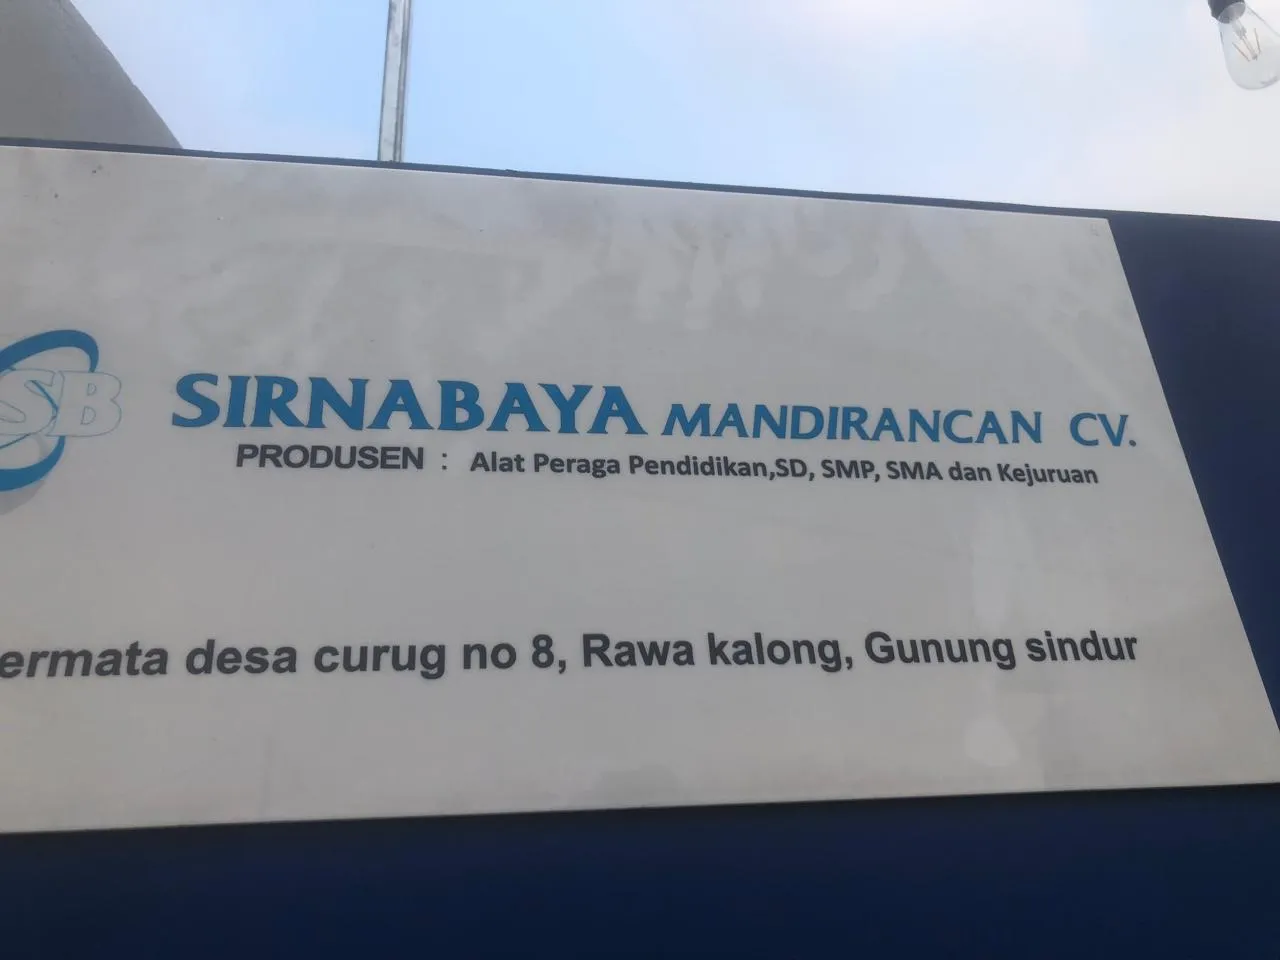 SB
SIRNABAYA MANDIRANCAN CV.
PRODUSEN : Alat Peraga Pendidikan,SD, SMP, SMA dan Kejuruan
ermata desa curug no 8, Rawa kalong, Gunung sindur